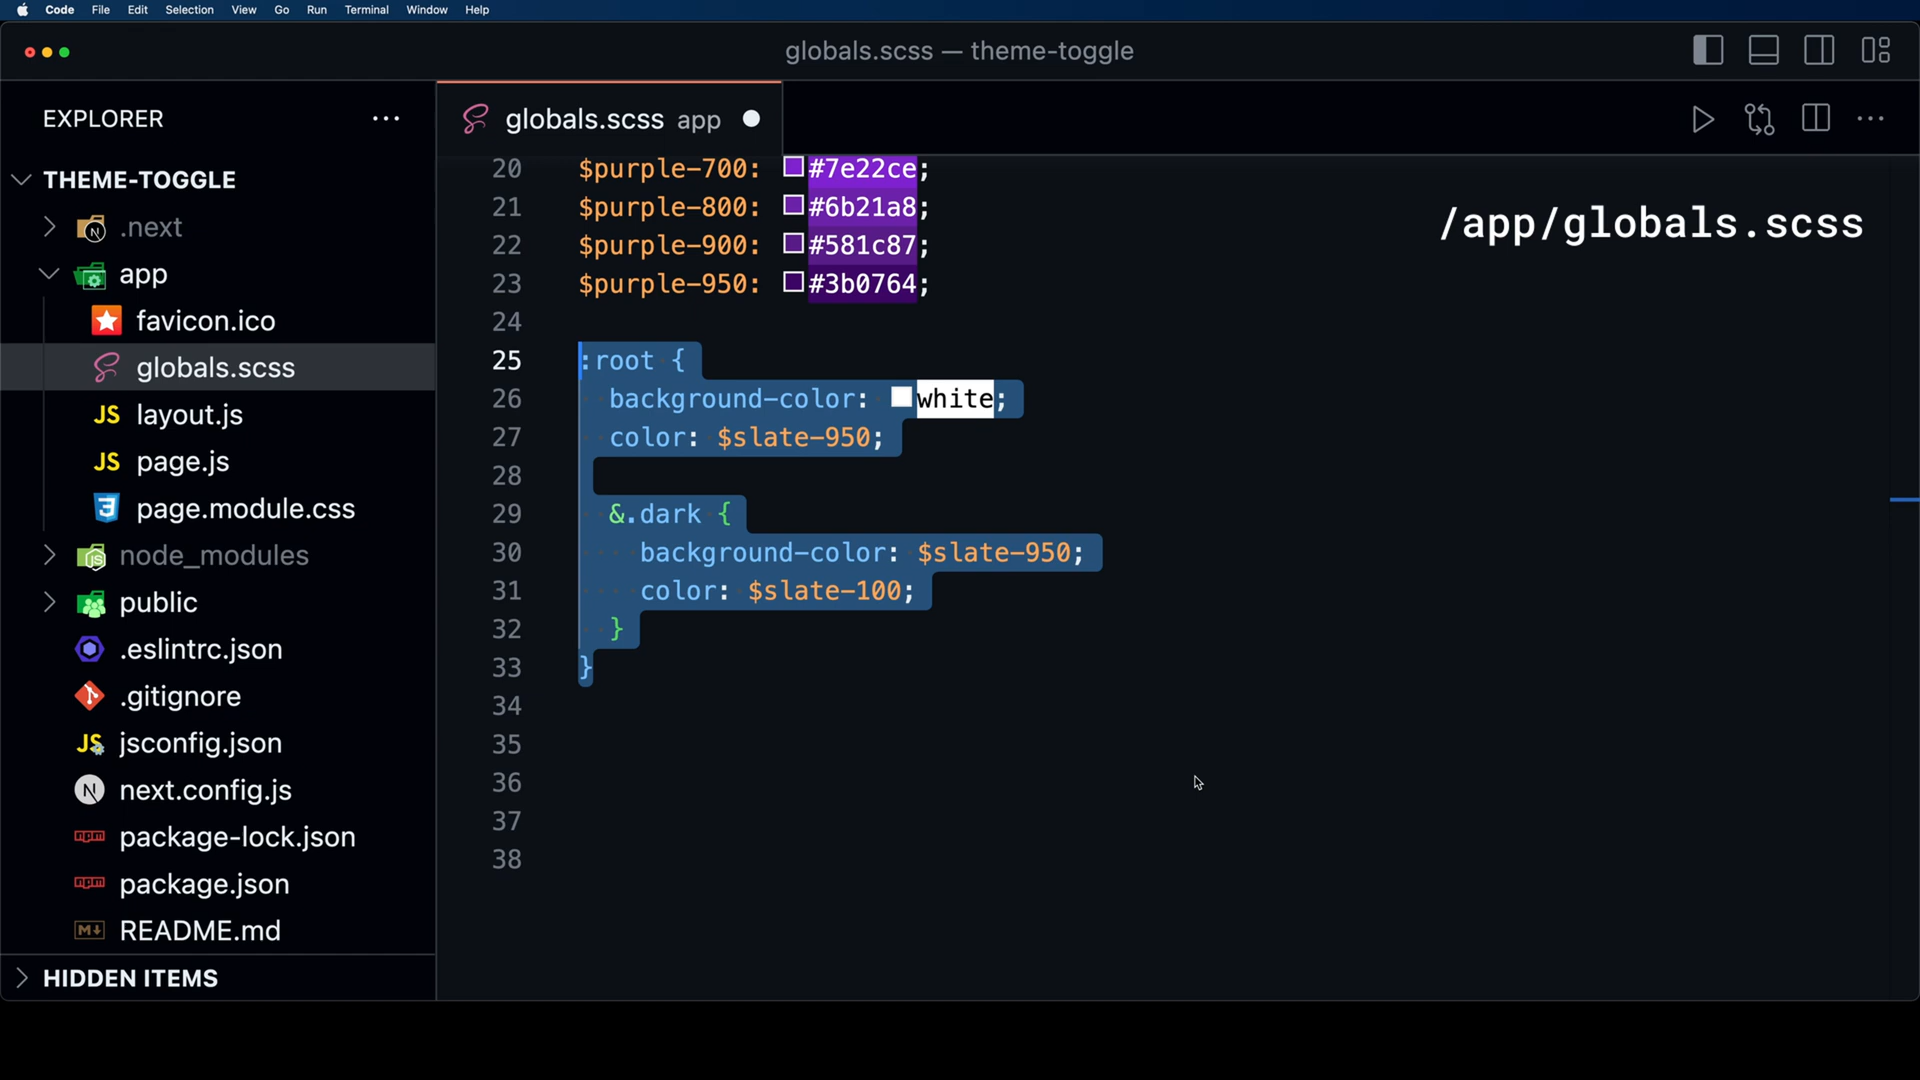 Code File Edit Selection View Go Run Terminal Window Help
globals.scss — theme-toggle
EXPLORER
THEME-TOGGLE
.next
app
favicon.ico
globals.scss
JS layout.js
JS page.js
page.module.css
node_modules
public
.eslintrc.json
.gitignore
JS jsconfig.json
N next.config.js
package-lock.json
package.json
M README.md
HIDDEN ITEMS
globals.scss app
/app/globals.scss
20 $purple-700: #7e22ce;
21 $purple-800: #6b21a8;
22 $purple-900: #581c87;
23 $purple-950: #3b0764;
24
25 :root {
26 background-color: white;
27 color: $slate-950;
28
29 &.dark {
30 background-color: $slate-950;
31 color: $slate-100;
32 }
33 }
34
35
36
37
38